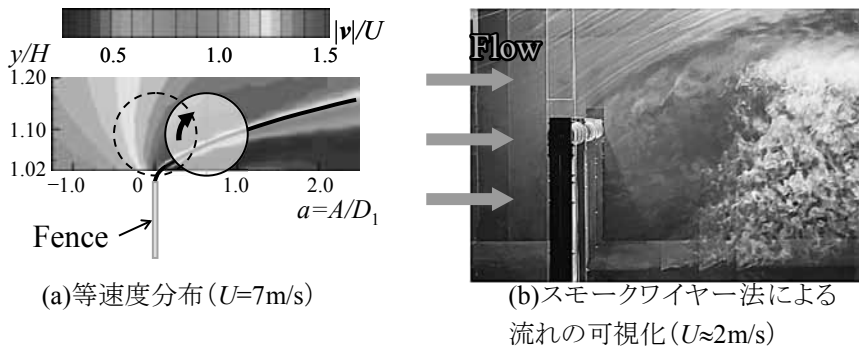 |v|/U
0.5 1.0 1.5
y/H
1.20
1.10
1.02
−1.0 0 1.0 2.0
a=A/D₁
Fence
(a)等速度分布（U=7m/s）
Flow
(b)スモークワイヤー法による
流れの可視化（U≈2m/s）